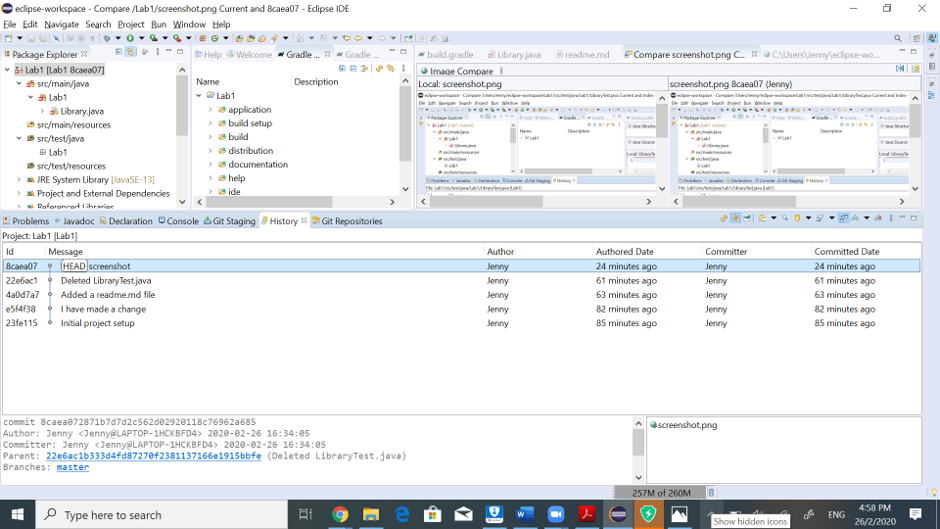 eclipse-workspace - Compare /Lab1/screenshot.png Current and 8caea07 - Eclipse IDE
File Edit Navigate Search Project Run Window Help
Package Explorer
Lab1 [Lab1 8caea07]
src/main/java
Lab1
Library.java
src/main/resources
src/test/java
Lab1
src/test/resources
JRE System Library [JavaSE-13]
Project and External Dependencies
Referenced Libraries
Help Welcome Gradle ... Gradle ...
Name Description
Lab1
application
build setup
build
distribution
documentation
help
ide
build.gradle Library.java readme.md Compare screenshot.png C... C:\Users\Jenny\eclipse-wo...
Image Compare
Local: screenshot.png
screenshot.png 8caea07 (Jenny)
Problems Javadoc Declaration Console Git Staging History Git Repositories
Project: Lab1 [Lab1]
Id Message Author Authored Date Committer Committed Date
8caea07 HEAD screenshot Jenny 24 minutes ago Jenny 24 minutes ago
22e6ac1 Deleted LibraryTest.java Jenny 61 minutes ago Jenny 61 minutes ago
4a0d7a7 Added a readme.md file Jenny 63 minutes ago Jenny 63 minutes ago
e5f4f38 I have made a change Jenny 82 minutes ago Jenny 82 minutes ago
23fe115 Initial project setup Jenny 85 minutes ago Jenny 85 minutes ago
commit 8caea072871b7d7d2c562d02920118c76962a685
Author: Jenny <Jenny@LAPTOP-1HCKBFD4> 2020-02-26 16:34:05
Committer: Jenny <Jenny@LAPTOP-1HCKBFD4> 2020-02-26 16:34:05
Parent: 22e6ac1b333d4fd87270f2381137166e1915bbfe (Deleted LibraryTest.java)
Branches: master
screenshot.png
257M of 260M
Type here to search
ENG
4:58 PM
26/2/2020
Show hidden icons